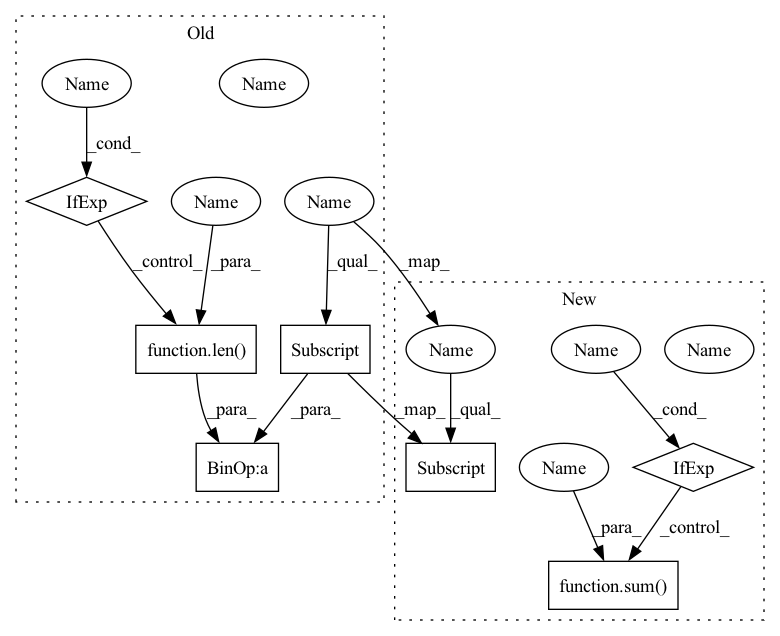 Old
Name
Name
_cond_
IfExp
Name
Name
_control_
_para_
_qual_
_map_
New
function.len()
Subscript
Name
Name
Name
_para_
_para_
_map_
_qual_
_cond_
BinOp:a
Subscript
Name
IfExp
_para_
_control_
function.sum()